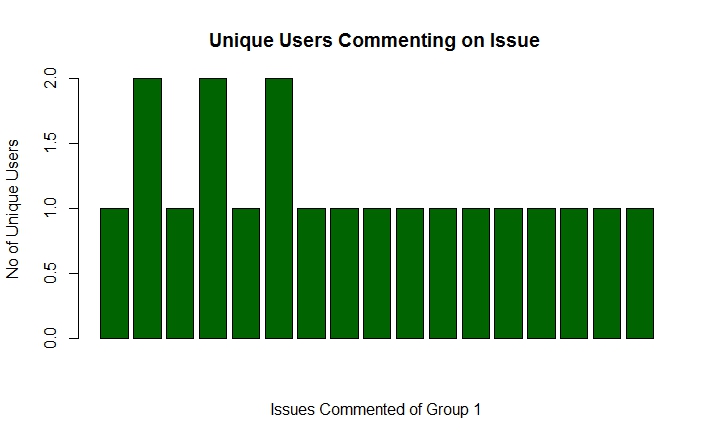 Unique Users Commenting on Issue
No of Unique Users
2.0
1.5
1.0
0.5
0.0
Issues Commented of Group 1